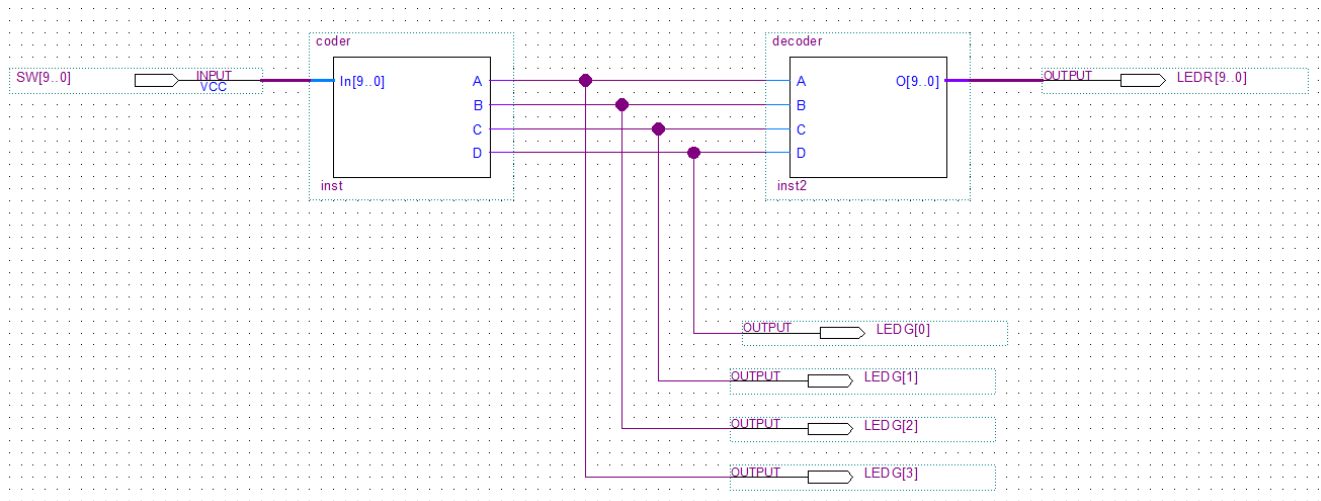 coder
decoder
SW[9..0]
INPUT
VCC
In[9..0]
A
B
C
D
inst
A
B
C
D
O[9..0]
inst2
OUTPUT
LEDR[9..0]
OUTPUT
LEDG[0]
OUTPUT
LEDG[1]
OUTPUT
LEDG[2]
OUTPUT
LEDG[3]